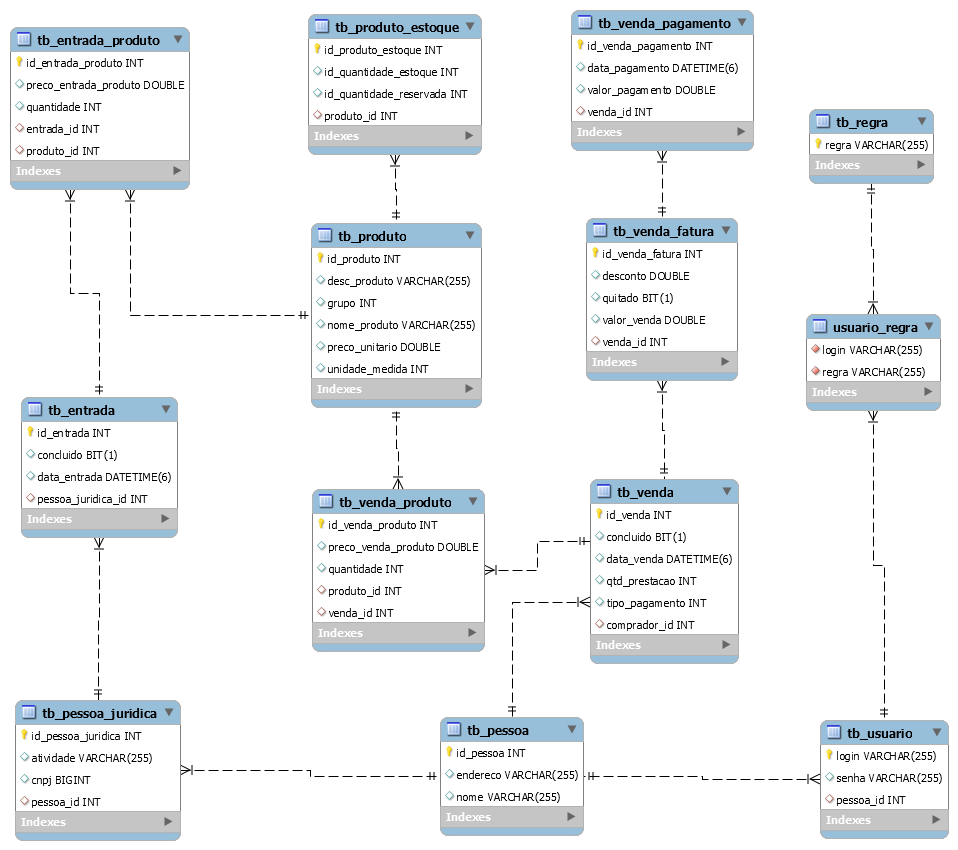 tb_entrada_produto
id_entrada_produto INT
preco_entrada_produto DOUBLE
quantidade INT
entrada_id INT
produto_id INT
Indexes
tb_produto_estoque
id_produto_estoque INT
id_quantidade_estoque INT
id_quantidade_reservada INT
produto_id INT
Indexes
tb_venda_pagamento
id_venda_pagamento INT
data_pagamento DATETIME(6)
valor_pagamento DOUBLE
venda_id INT
Indexes
tb_regra
regra VARCHAR(255)
Indexes
tb_produto
id_produto INT
desc_produto VARCHAR(255)
grupo INT
nome_produto VARCHAR(255)
preco_unitario DOUBLE
unidade_medida INT
Indexes
tb_venda_fatura
id_venda_fatura INT
desconto DOUBLE
quitado BIT(1)
valor_venda DOUBLE
venda_id INT
Indexes
usuario_regra
login VARCHAR(255)
regra VARCHAR(255)
Indexes
tb_entrada
id_entrada INT
concluido BIT(1)
data_entrada DATETIME(6)
pessoa_juridica_id INT
Indexes
tb_venda_produto
id_venda_produto INT
preco_venda_produto DOUBLE
quantidade INT
produto_id INT
venda_id INT
Indexes
tb_venda
id_venda INT
concluido BIT(1)
data_venda DATETIME(6)
qtd_prestacao INT
tipo_pagamento INT
comprador_id INT
Indexes
tb_pessoa_juridica
id_pessoa_juridica INT
atividade VARCHAR(255)
cnpj BIGINT
pessoa_id INT
Indexes
tb_pessoa
id_pessoa INT
endereco VARCHAR(255)
nome VARCHAR(255)
Indexes
tb_usuario
login VARCHAR(255)
senha VARCHAR(255)
pessoa_id INT
Indexes